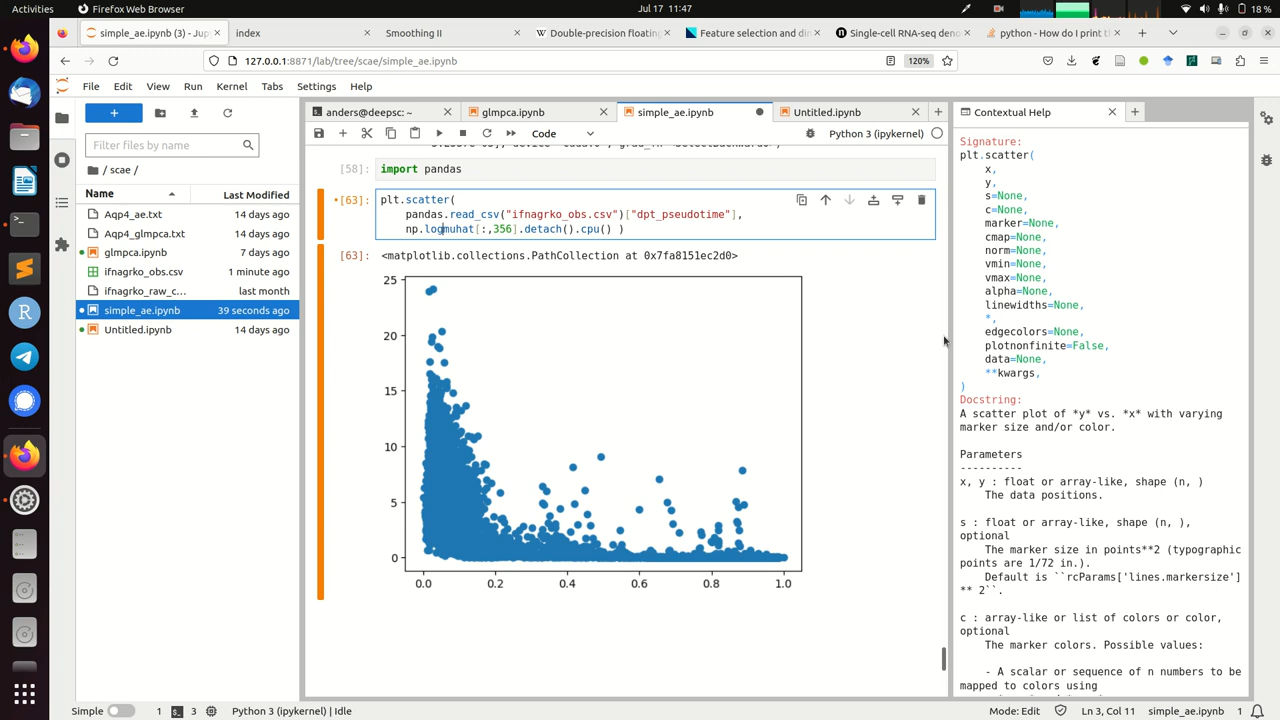 Activities
Firefox Web Browser
Jul 17 11:47
18 %
simple_ae.ipynb (3) - Jup
index
Smoothing II
Double-precision floating
Feature selection and dim
Single-cell RNA-seq deno
python - How do I print t
127.0.0.1:8871/lab/tree/scae/simple_ae.ipynb
120%
File Edit View Run Kernel Tabs Settings Help
anders@deepsc: ~
glmpca.ipynb
simple_ae.ipynb
Untitled.ipynb
Contextual Help
Code
Python 3 (ipykernel)
Filter files by name
/ scae /
Name
Last Modified
Aqp4_ae.txt 14 days ago
Aqp4_glmpca.txt 14 days ago
glmpca.ipynb 14 days ago
ifnagrko_obs.csv 1 minute ago
ifnagrko_raw_c... last month
simple_ae.ipynb 39 seconds ago
Untitled.ipynb 14 days ago
[58]: import pandas
[63]: plt.scatter(
pandas.read_csv("ifnagrko_obs.csv")["dpt_pseudotime"],
np.logmuhat[:,356].detach().cpu() )
[63]: <matplotlib.collections.PathCollection at 0x7fa8151ec2d0>
25
20
15
10
5
0
0.0 0.2 0.4 0.6 0.8 1.0
Signature:
plt.scatter(
x,
y,
s=None,
c=None,
marker=None,
cmap=None,
norm=None,
vmin=None,
vmax=None,
alpha=None,
linewidths=None,
*,
edgecolors=None,
plotnonfinite=False,
data=None,
**kwargs,
)
Docstring:
A scatter plot of *y* vs. *x* with varying
marker size and/or color.
Parameters
----------
x, y : float or array-like, shape (n, )
The data positions.
s : float or array-like, shape (n, ),
optional
The marker size in points**2 (typographic
points are 1/72 in.).
Default is ``rcParams['lines.markersize']
** 2``.
c : array-like or list of colors or color,
optional
The marker colors. Possible values:
- A scalar or sequence of n numbers to be
mapped to colors using
Simple
1
3
Python 3 (ipykernel) | Idle
Mode: Edit
Ln 3, Col 11
simple_ae.ipynb
1